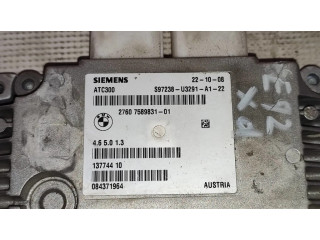 SIEMENS 22-10-08
ATC300 S97238-U3291-A1-22
2760 7589831-01
4.6 5.0 1.3
137744 10
084371964 AUSTRIA
E92